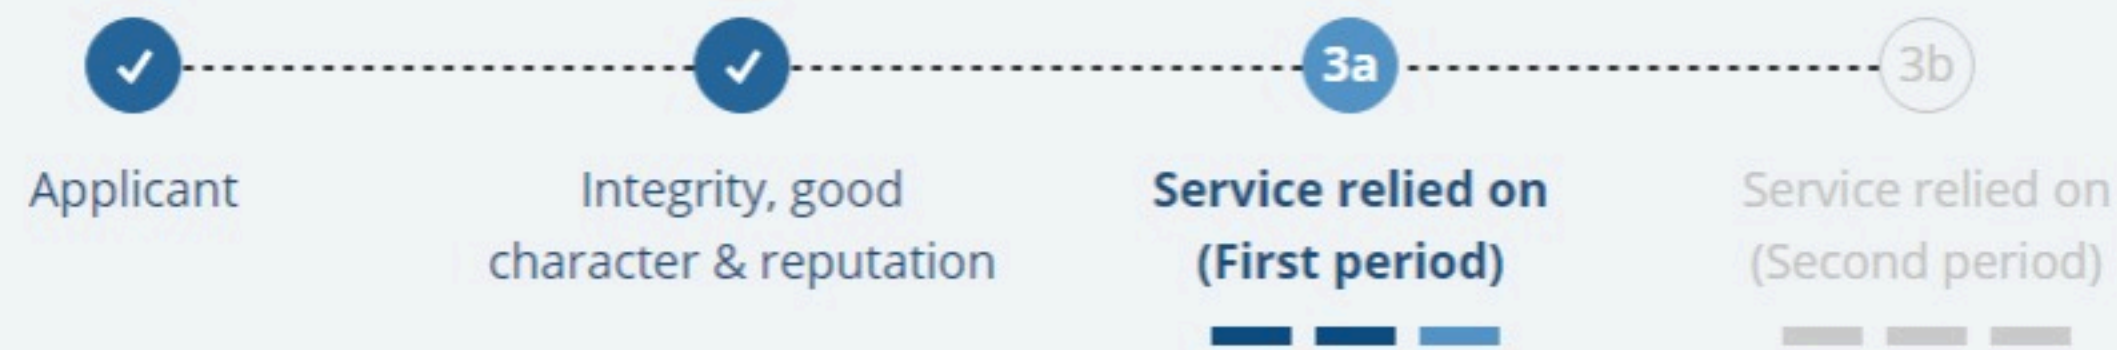 3a
3b
Applicant
Integrity, good
character & reputation
Service relied on
(First period)
Service relied on
(Second period)